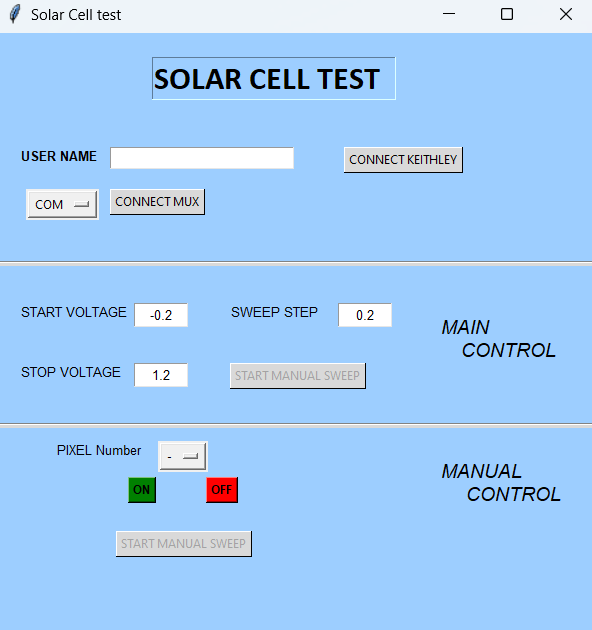 Solar Cell test
SOLAR CELL TEST
USER NAME
CONNECT KEITHLEY
COM
CONNECT MUX
START VOLTAGE
-0.2
SWEEP STEP
0.2
MAIN
CONTROL
STOP VOLTAGE
1.2
START MANUAL SWEEP
PIXEL Number
-
MANUAL
CONTROL
ON
OFF
START MANUAL SWEEP